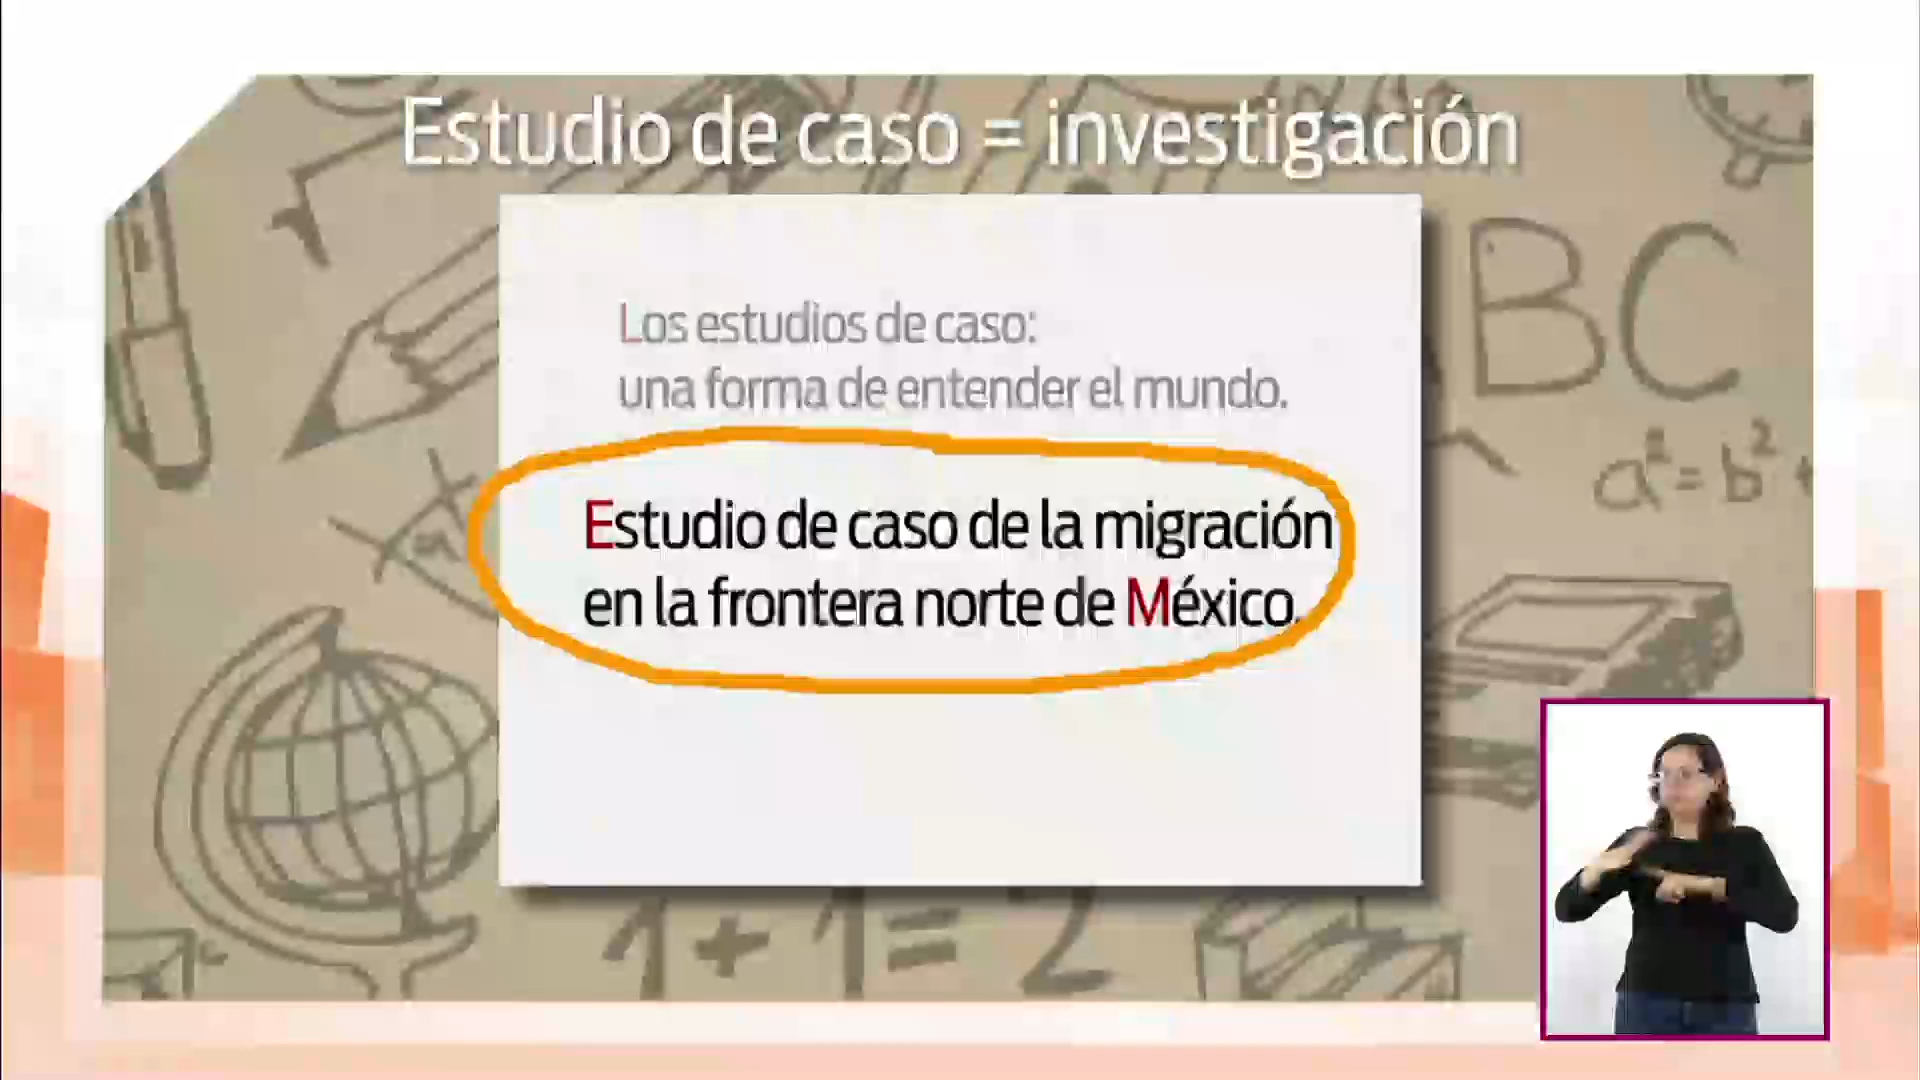 Estudio de caso = investigación
Los estudios de caso:
una forma de entender el mundo.
Estudio de caso de la migración
en la frontera norte de México.
BC
a² = b² +
a
1 + 1 = 2